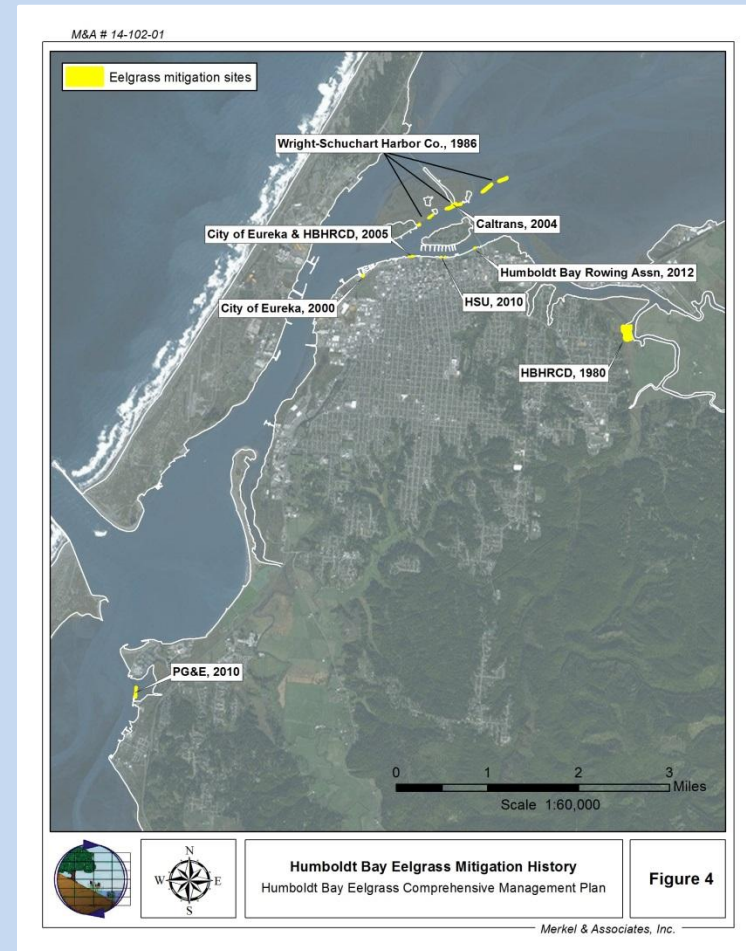 M&A # 14-102-01
Eelgrass mitigation sites
Wright-Schuchart Harbor Co., 1986
Caltrans, 2004
City of Eureka & HBHRCD, 2005
Humboldt Bay Rowing Assn, 2012
HSU, 2010
City of Eureka, 2000
HBHRCD, 1980
PG&E, 2010
0 1 2 3
Miles
Scale 1:60,000
N
W E
S
Humboldt Bay Eelgrass Mitigation History
Humboldt Bay Eelgrass Comprehensive Management Plan
Figure 4
Merkel & Associates, Inc.